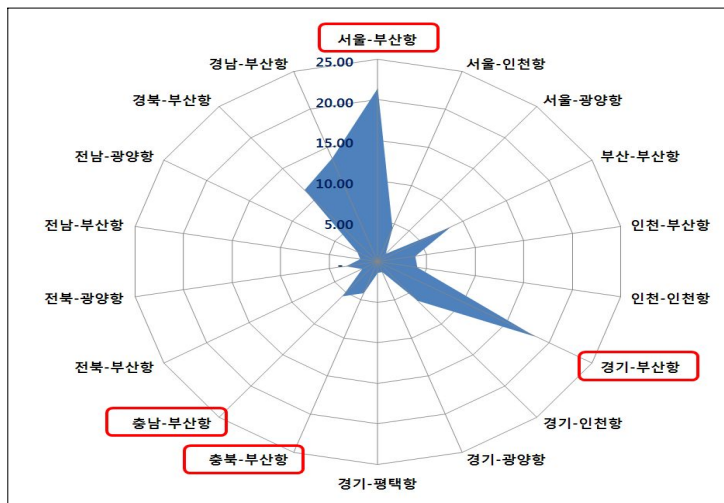 서울-부산항
경남-부산항
25.00
서울-인천항
경북-부산항
20.00
서울-광양항
전남-광양항
15.00
부산-부산항
10.00
전남-부산항
5.00
인천-부산항
-
전북-광양항
인천-인천항
전북-부산항
경기-부산항
충남-부산항
경기-인천항
충북-부산항
경기-광양항
경기-평택항